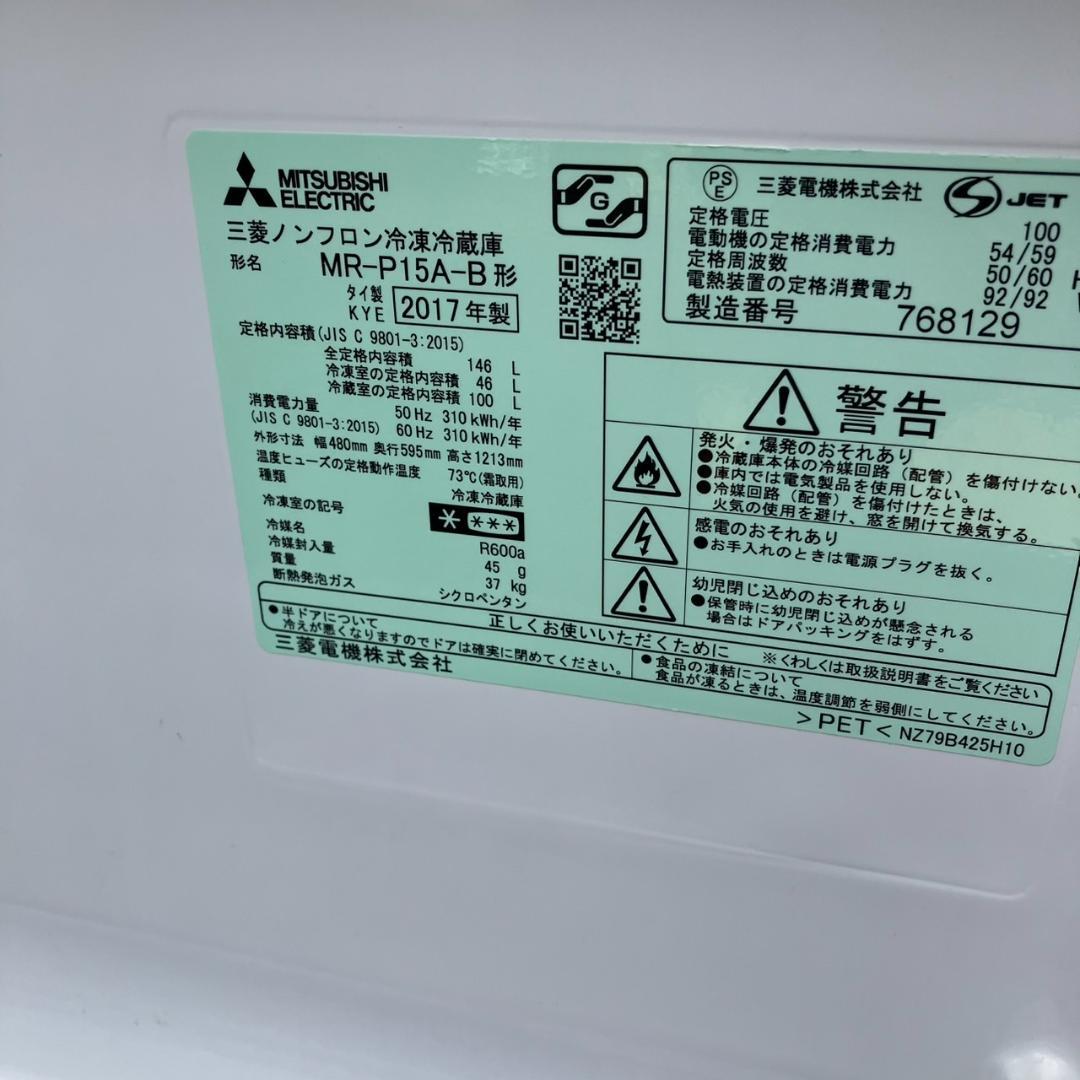 MITSUBISHI
ELECTRIC
三菱ノンフロン冷凍冷蔵庫
形名 MR-P15A-B形
タイ製
KYE 2017年製
定格内容積(JIS C 9801-3:2015)
全定格内容積 146 L
冷凍室の定格内容積 46 L
冷蔵室の定格内容積 100 L
消費電力量 50Hz 310kWh/年
(JIS C 9801-3:2015) 60Hz 310kWh/年
外形寸法 幅480mm 奥行595mm 高さ1213mm
温度ヒューズの定格動作温度 73℃(霜取用)
種類 冷凍冷蔵庫
冷凍室の記号 * ***
冷媒名 R600a
冷媒封入量 45 g
質量 37 kg
断熱発泡ガス シクロペンタン
G
PS
E
三菱電機株式会社 JET
定格電圧 100
電動機の定格消費電力 54/59
定格周波数 50/60
電熱装置の定格消費電力 92/92
製造番号 768129
警告
発火・爆発のおそれあり
●冷蔵庫本体の冷媒回路(配管)を傷付けない。
●庫内では電気製品を使用しない。
●冷媒回路(配管)を傷付けたときは、
火気の使用を避け、窓を開けて換気する。
感電のおそれあり
●お手入れのときは電源プラグを抜く。
幼児閉じ込めのおそれあり
●保管時に幼児閉じ込めが懸念される
場合はドアパッキングをはずす。
正しくお使いいただくために ※くわしくは取扱説明書をご覧ください
●半ドアについて
冷えが悪くなりますのでドアは確実に閉めてください。
●食品の凍結について
食品が凍るときは、温度調節を弱側にしてください。
三菱電機株式会社
>PET< NZ79B425H10